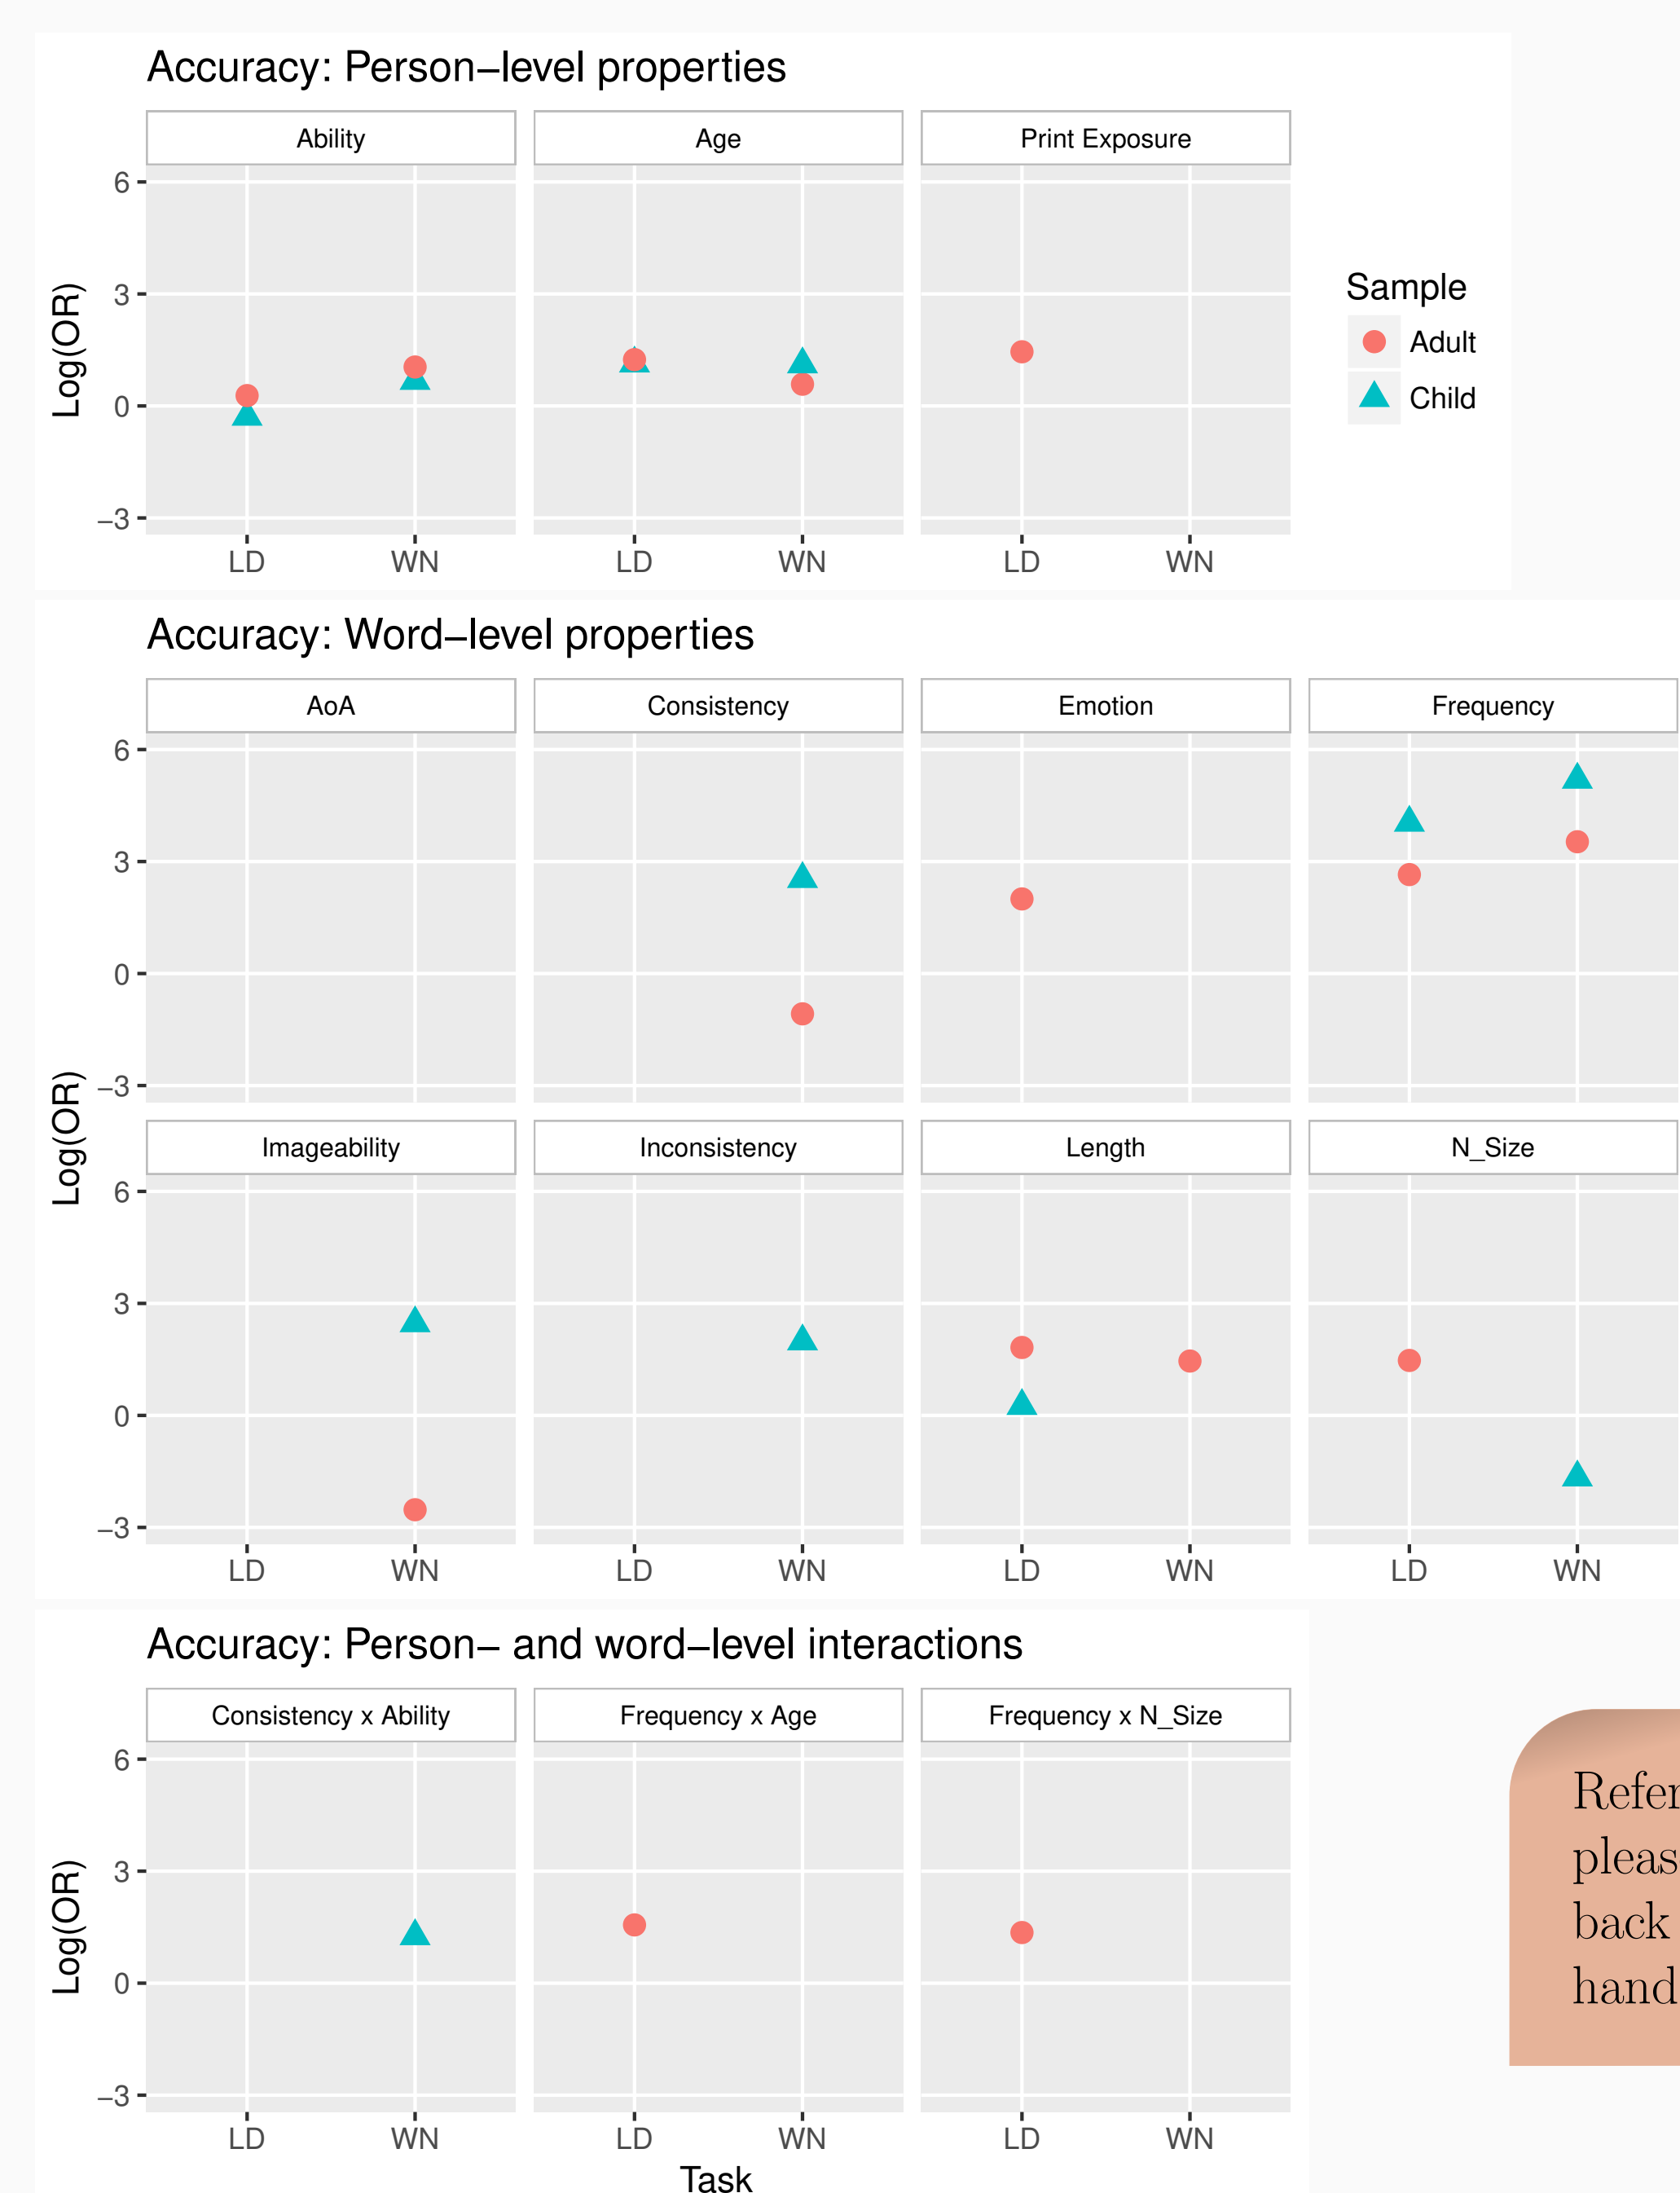 Accuracy: Person−level properties
Ability Age Print Exposure
6
3
0
−3
Log(OR)
LD WN LD WN LD WN
Sample
Adult
Child
Accuracy: Word−level properties
AoA Consistency Emotion Frequency
6
3
0
−3
Log(OR)
Imageability Inconsistency Length N_Size
6
3
0
−3
LD WN LD WN LD WN LD WN
Accuracy: Person− and word−level interactions
Consistency x Ability Frequency x Age Frequency x N_Size
6
3
0
−3
Log(OR)
LD WN LD WN LD WN
Task
back
hand